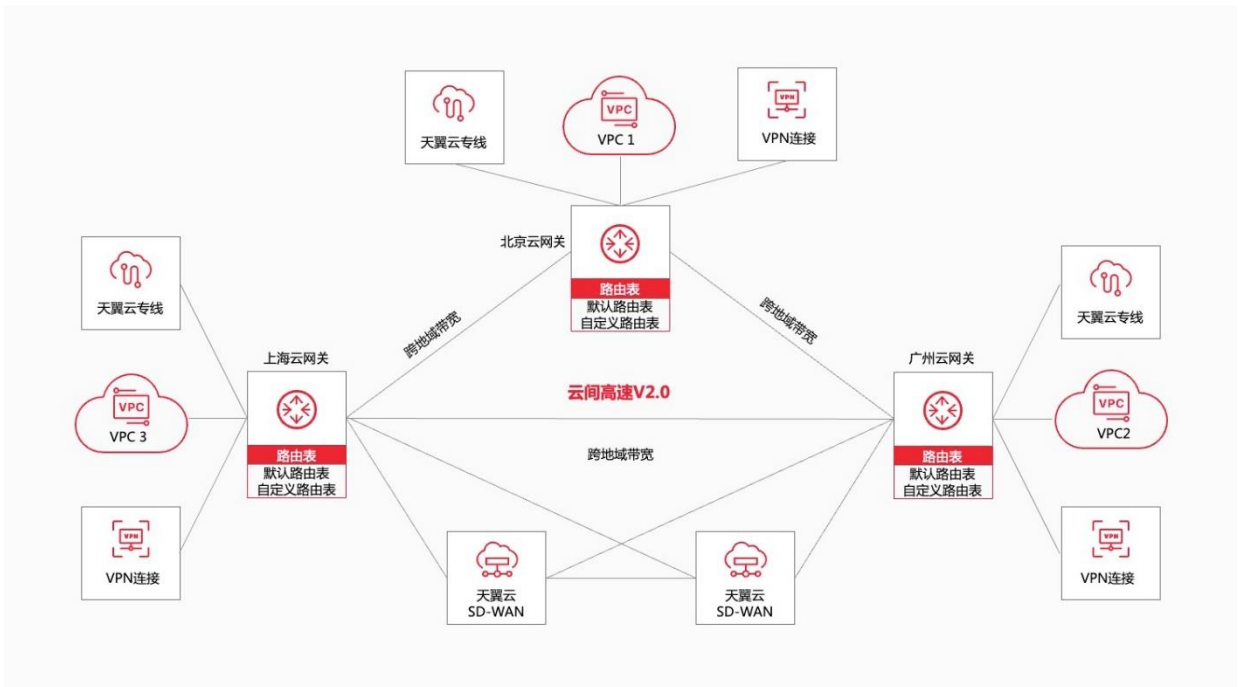 天翼云专线
VPC
VPC 1
VPN
VPN连接
北京云网关
路由表
默认路由表
自定义路由表
天翼云专线
天翼云专线
跨地域带宽
跨地域带宽
上海云网关
广州云网关
云间高速V2.0
VPC
VPC 3
VPC
VPC2
路由表
默认路由表
自定义路由表
跨地域带宽
路由表
默认路由表
自定义路由表
VPN
VPN连接
天翼云
SD-WAN
天翼云
SD-WAN
VPN
VPN连接